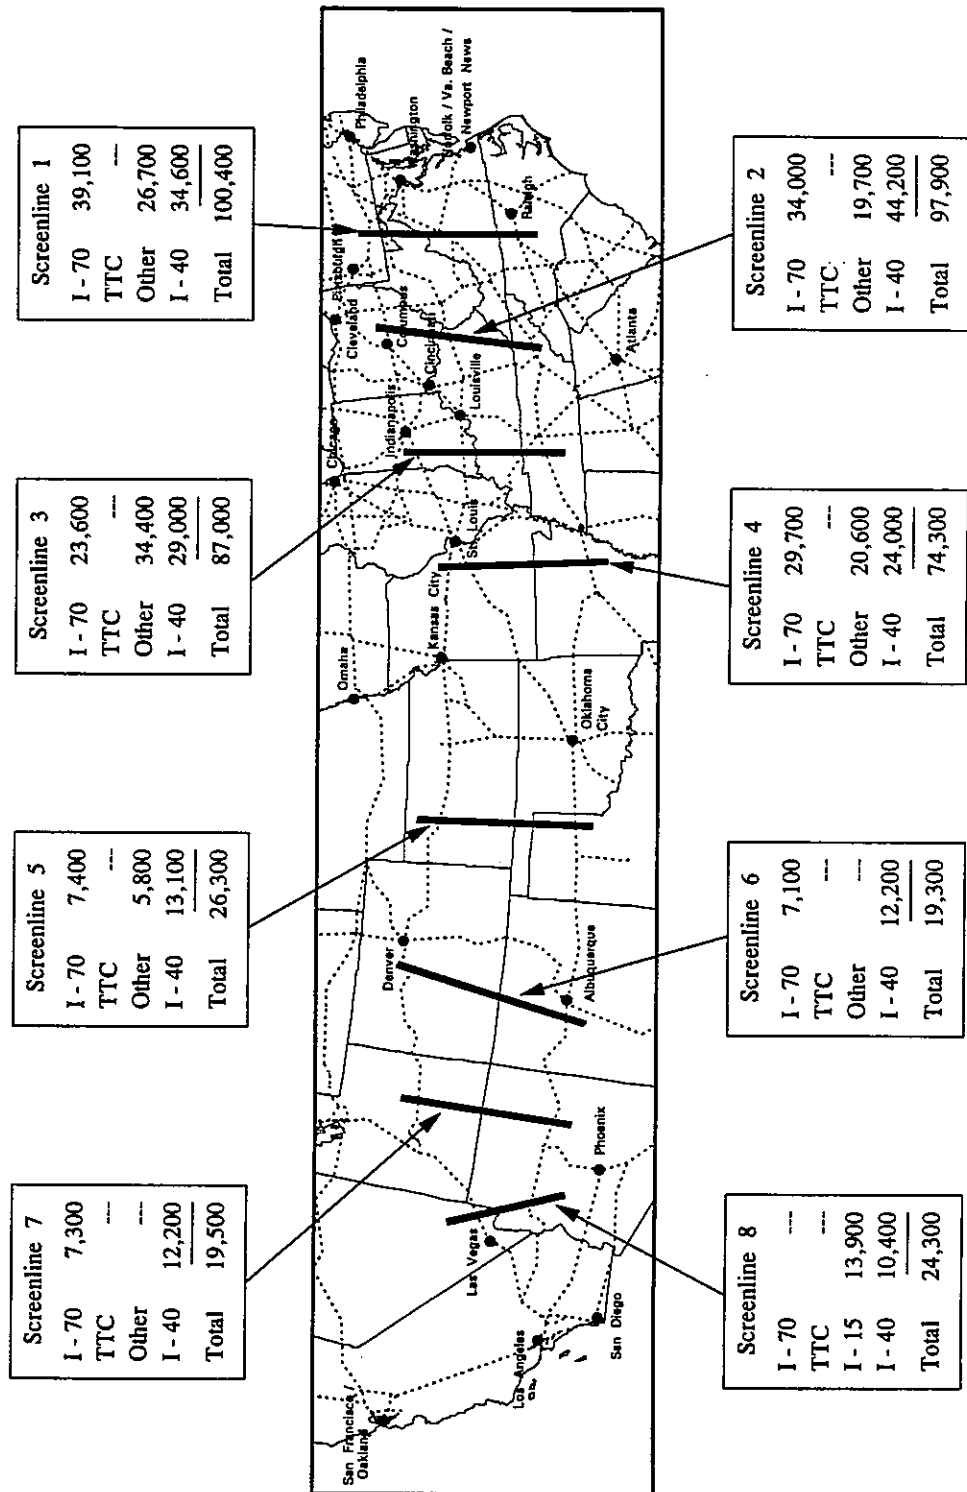 Screenline 7
I - 70 7,300
TTC ---
Other ---
I - 40 12,200
Total 19,500
Screenline 5
I - 70 7,400
TTC ---
Other 5,800
I - 40 13,100
Total 26,300
Screenline 3
I - 70 23,600
TTC ---
Other 34,400
I - 40 29,000
Total 87,000
Screenline 1
I - 70 39,100
TTC ---
Other 26,700
I - 40 34,600
Total 100,400
San Francisco /
Oakland
Los Angeles
San Diego
Las Vegas
Phoenix
Denver
Albuquerque
Omaha
Kansas City
Oklahoma
City
St. Louis
Chicago
Indianapolis
Louisville
Cincinnati
Columbus
Cleveland
Pittsburgh
Atlanta
Raleigh
Philadelphia
Washington
Norfolk / Va. Beach /
Newport News
Screenline 8
I - 70 ---
TTC ---
I - 15 13,900
I - 40 10,400
Total 24,300
Screenline 6
I - 70 7,100
TTC ---
Other ---
I - 40 12,200
Total 19,300
Screenline 4
I - 70 29,700
TTC ---
Other 20,600
I - 40 24,000
Total 74,300
Screenline 2
I - 70 34,000
TTC ---
Other 19,700
I - 40 44,200
Total 97,900